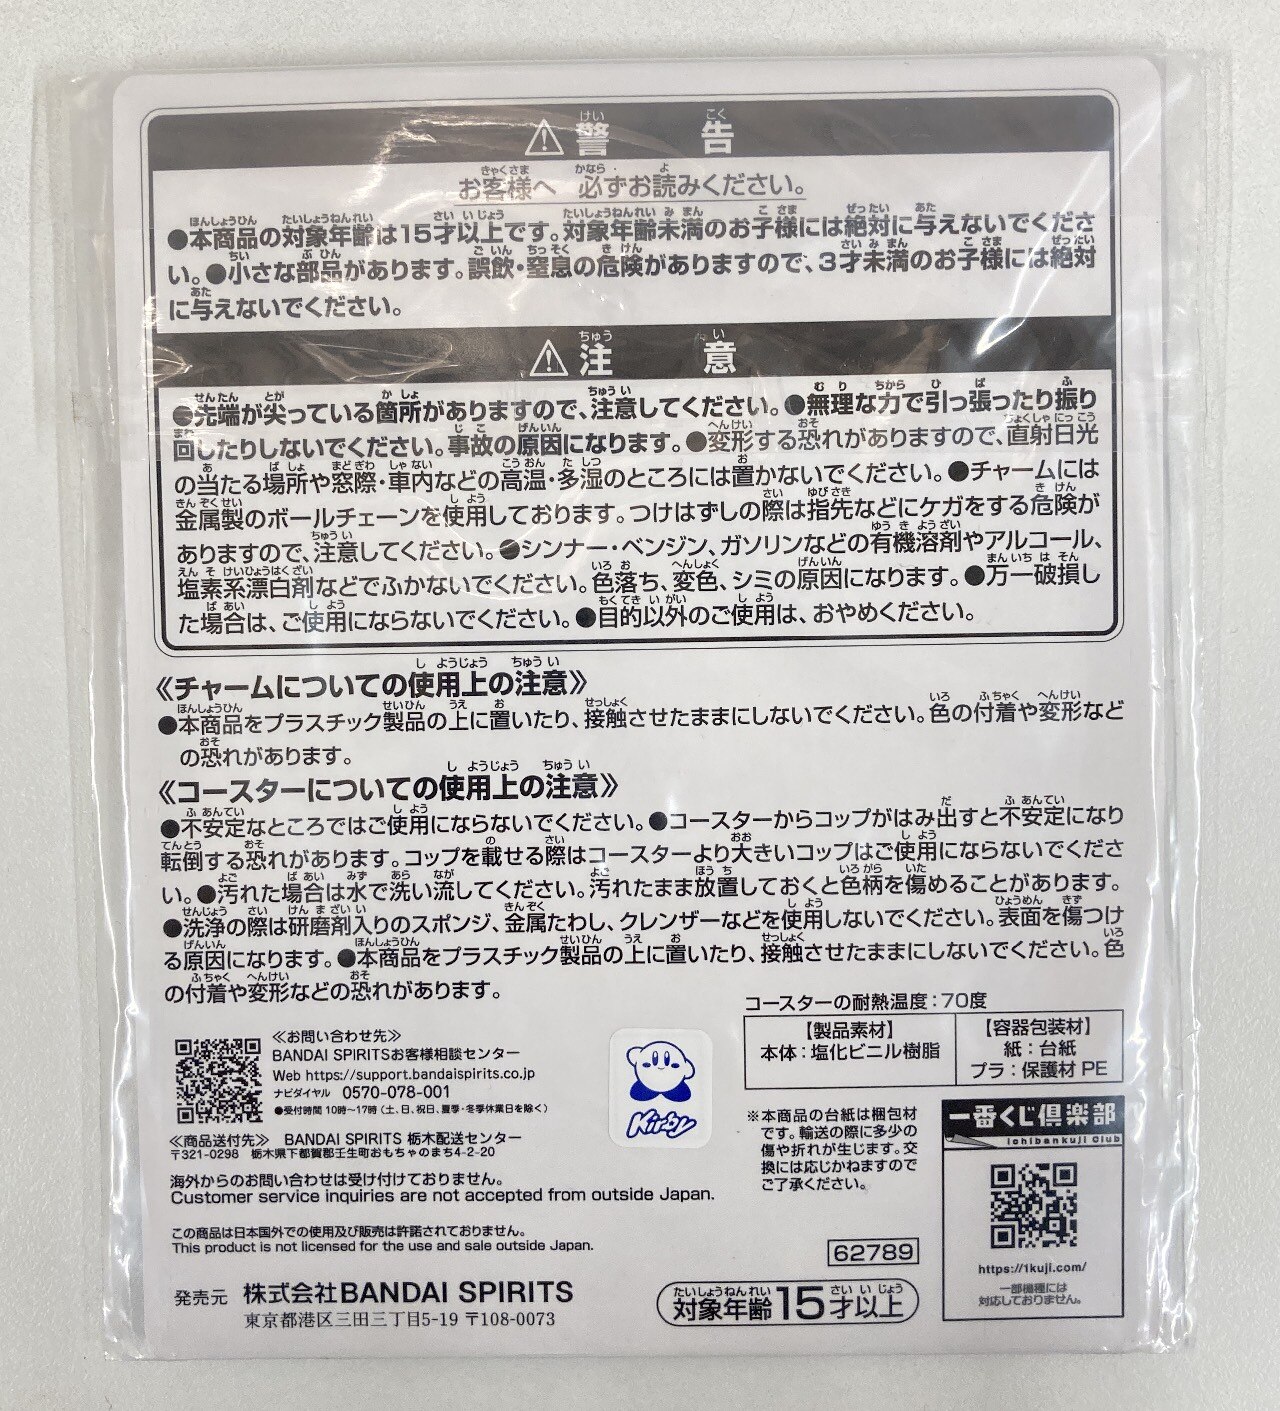 ⚠警告
お客様へ 必ずお読みください。
●本商品の対象年齢は15才以上です。対象年齢未満のお子様には絶対に与えないでくださ
い。●小さな部品があります。誤飲・窒息の危険がありますので、3才未満のお子様には絶対
に与えないでください。
⚠注意
●先端が尖っている箇所がありますので、注意してください。●無理な力で引っ張ったり振り
回したりしないでください。事故の原因になります。●変形する恐れがありますので、直射日光
の当たる場所や窓際・車内などの高温・多湿のところには置かないでください。●チャームには
金属製のボールチェーンを使用しております。つけはずしの際は指先などにケガをする危険が
ありますので、注意してください。●シンナー・ベンジン、ガソリンなどの有機溶剤やアルコール、
塩素系漂白剤などでふかないでください。色落ち、変色、シミの原因になります。●万一破損し
た場合は、ご使用にならないでください。●目的以外のご使用は、おやめください。
《チャームについての使用上の注意》
●本商品をプラスチック製品の上に置いたり、接触させたままにしないでください。色の付着や変形など
の恐れがあります。
《コースターについての使用上の注意》
●不安定なところではご使用にならないでください。●コースターからコップがはみ出すと不安定になり
転倒する恐れがあります。コップを載せる際はコースターより大きいコップはご使用にならないでくださ
い。●汚れた場合は水で洗い流してください。汚れたまま放置しておくと色柄を傷めることがあります。
●洗浄の際は研磨剤入りのスポンジ、金属たわし、クレンザーなどを使用しないでください。表面を傷つけ
る原因になります。●本商品をプラスチック製品の上に置いたり、接触させたままにしないでください。色
の付着や変形などの恐れがあります。
コースターの耐熱温度:70度
【製品素材】
本体:塩化ビニル樹脂
【容器包装材】
紙:台紙
プラ:保護材 PE
≪お問い合わせ先≫
BANDAI SPIRITSお客様相談センター
Web https://support.bandaispirits.co.jp
ナビダイヤル 0570-078-001
●受付時間 10時〜17時(土、日、祝日、夏季・冬季休業日を除く)
≪商品送付先≫ BANDAI SPIRITS 栃木配送センター
〒321-0298 栃木県下都賀郡壬生町おもちゃのまち4-2-20
海外からのお問い合わせは受け付けておりません。
Customer service inquiries are not accepted from outside Japan.
この商品は日本国外での使用及び販売は許諾されておりません。
This product is not licensed for the use and sale outside Japan.
Kirby
※本商品の台紙は梱包材
です。輸送の際に多少の
傷や折れが生じます。交
換には応じかねますので
ご了承ください。
一番くじ倶楽部
ichibankuji Club
https://1kuji.com/
一部機種には
対応しておりません。
62789
発売元 株式会社BANDAI SPIRITS
東京都港区三田三丁目5-19 〒108-0073
対象年齢15才以上